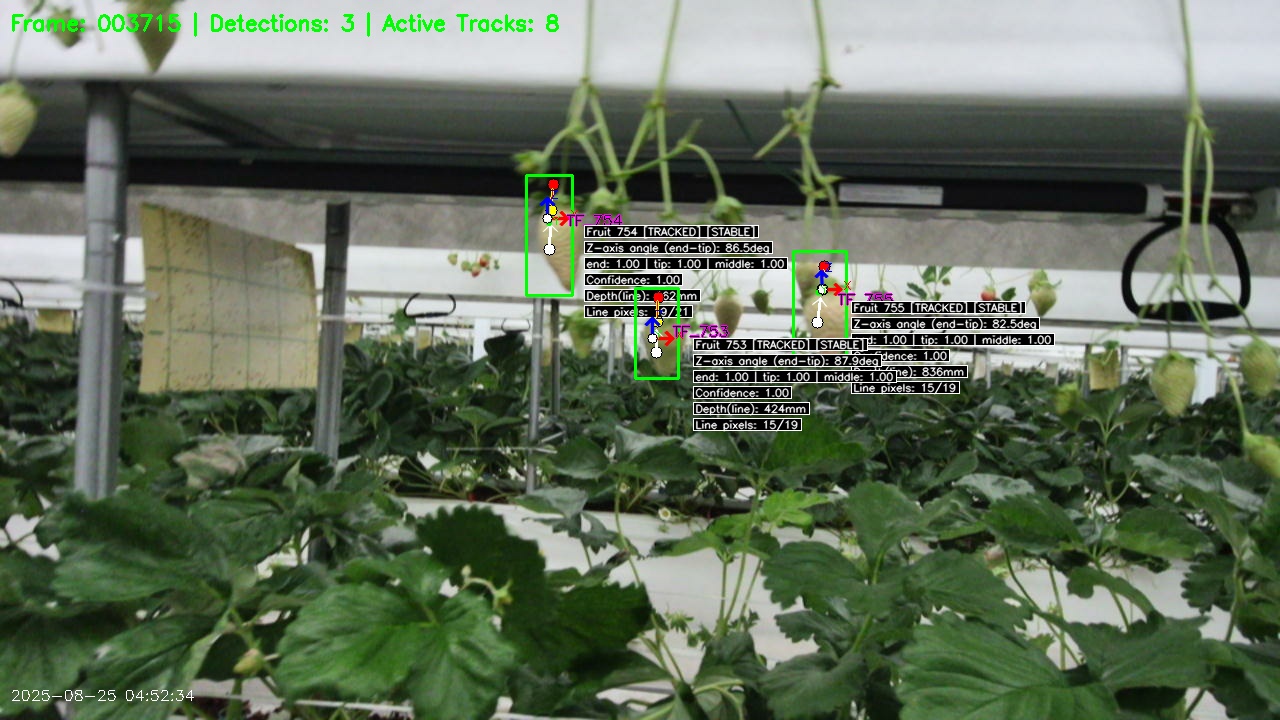 Frame: 003715 | Detections: 3 | Active Tracks: 8
TF_754
Fruit 754 [TRACKED] [STABLE]
Z-axis angle (end-tip): 86.5deg
end: 1.00 | tip: 1.00 | middle: 1.00
Confidence: 1.00
Depth(line): 62mm
Line pixels: 19/21
TF_755
Fruit 755 [TRACKED] [STABLE]
Z-axis angle (end-tip): 82.5deg
d: 1.00 | tip: 1.00 | middle: 1.00
dence: 1.00
ne): 836mm
Line pixels: 15/19
TF_753
Fruit 753 [TRACKED] [STABLE]
Z-axis angle (end-tip): 87.9deg
end: 1.00 | tip: 1.00 | middle: 1.00
Confidence: 1.00
Depth(line): 424mm
Line pixels: 15/19
2025-08-25 04:52:34